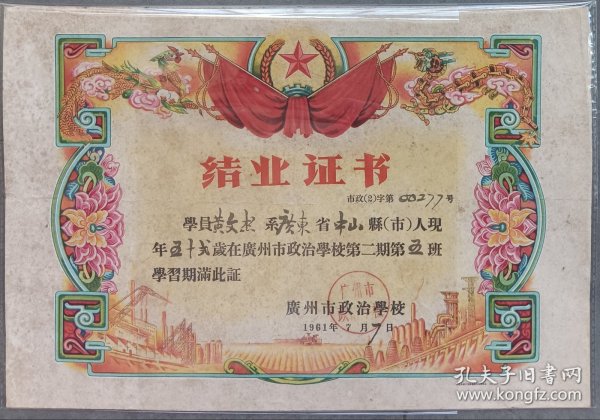 结业证书
市政(2)字第 00277 号
學員黄文 系廣東省中山縣(市)人現
年五十弍歲在廣州市政治學校第二期第五班
學習期滿此証
廣州市
廣州市政治學校
1961年7月 日
孔夫子旧书网
www.kongfz.com